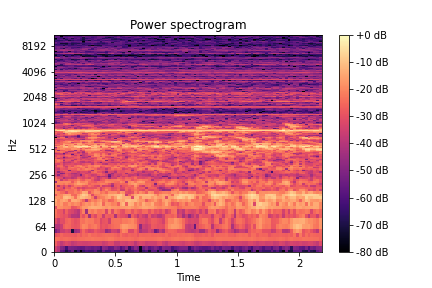 Power spectrogram
Hz
8192
4096
2048
1024
512
256
128
64
0
0
0.5
1
1.5
2
Time
+0 dB
-10 dB
-20 dB
-30 dB
-40 dB
-50 dB
-60 dB
-70 dB
-80 dB